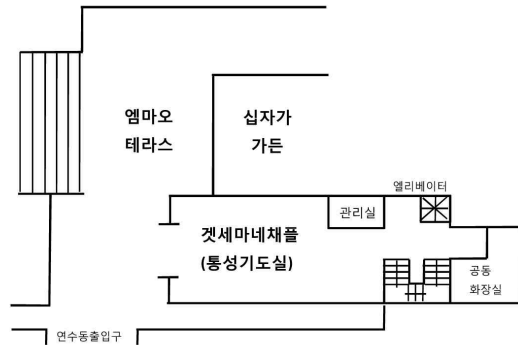 엠마오
테라스
십자가
가든
엘리베이터
관리실
겟세마네채플
(통성기도실)
공동
화장실
연수동출입구